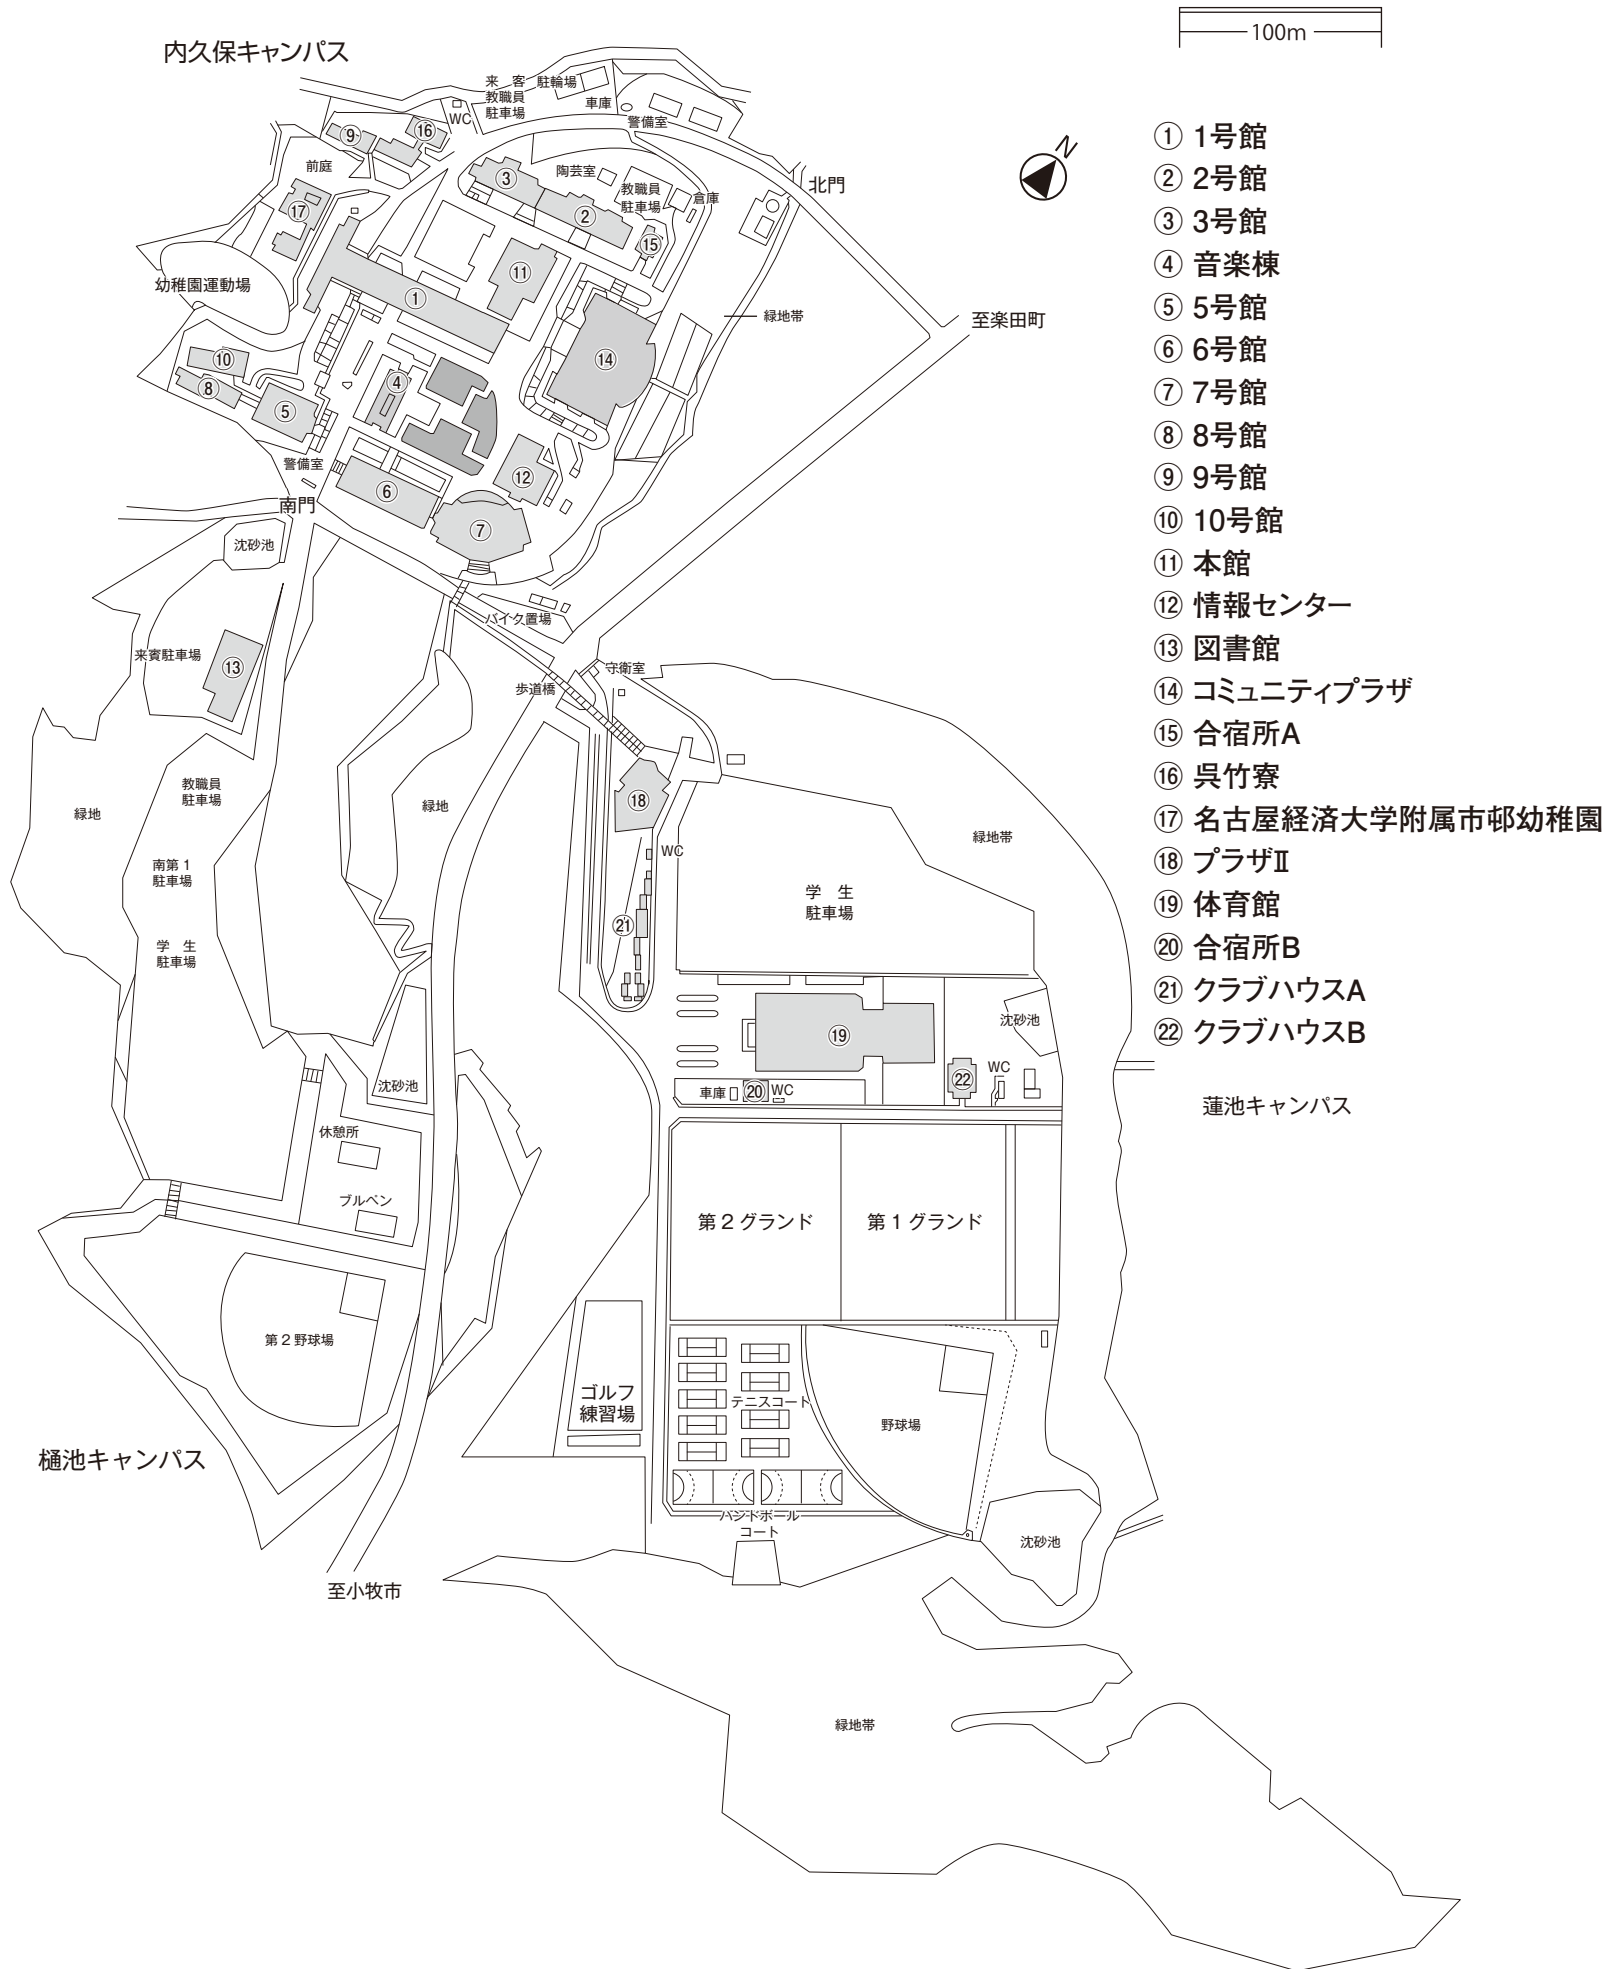 100m
内久保キャンパス
来 客
教職員
駐車場
駐輪場
車庫
WC
警備室
⑨
⑯
前庭
③
陶芸室
教職員
駐車場
倉庫
北門
N
⑰
②
⑮
⑪
幼稚園運動場
①
緑地帯
至楽田町
⑭
⑩
⑧
④
⑤
警備室
⑫
⑥
南門
⑦
沈砂池
バイク置場
来賓駐車場
⑬
守衛室
歩道橋
教職員
駐車場
緑地
緑地
⑱
緑地帯
WC
南第1
駐車場
学 生
駐車場
㉑
学 生
駐車場
沈砂池
⑲
沈砂池
㉒
WC
車庫
⑳
WC
蓮池キャンパス
休憩所
ブルペン
第2グランド
第1グランド
第2野球場
ゴルフ
練習場
テニスコート
野球場
樋池キャンパス
ハンドボール
コート
沈砂池
至小牧市
緑地帯
① 1号館
② 2号館
③ 3号館
④ 音楽棟
⑤ 5号館
⑥ 6号館
⑦ 7号館
⑧ 8号館
⑨ 9号館
⑩ 10号館
⑪ 本館
⑫ 情報センター
⑬ 図書館
⑭ コミュニティプラザ
⑮ 合宿所A
⑯ 呉竹寮
⑰ 名古屋経済大学附属市邨幼稚園
⑱ プラザⅡ
⑲ 体育館
⑳ 合宿所B
㉑ クラブハウスA
㉒ クラブハウスB